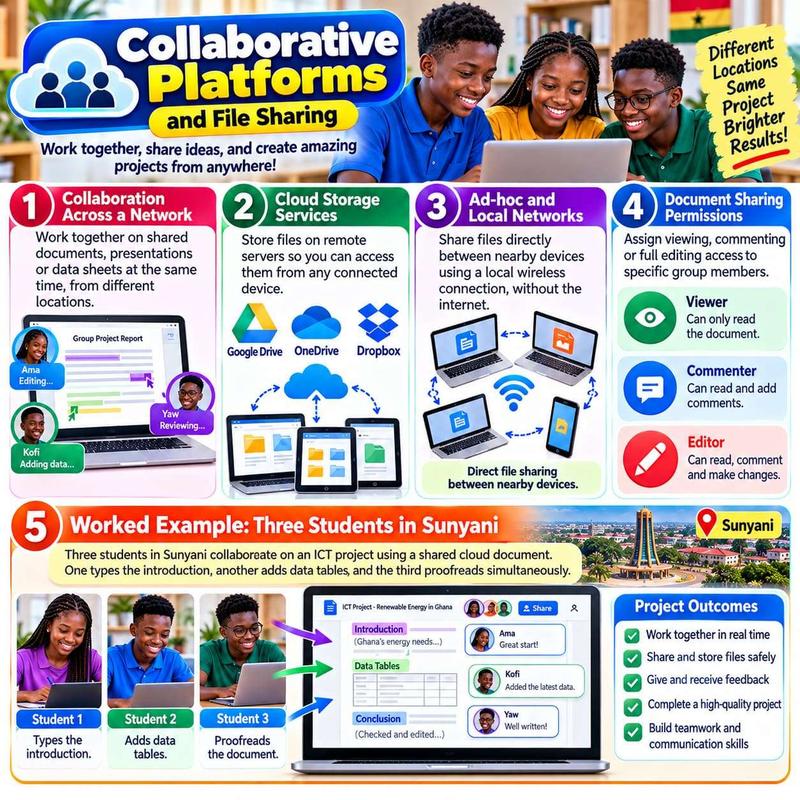 Collaborative
Platforms
and File Sharing
Work together, share ideas, and create amazing
projects from anywhere!
Different
Locations
Same
Project
Brighter
Results!
1 Collaboration
Across a Network
Work together on shared
documents, presentations
or data sheets at the same
time, from different
locations.
Group Project Report
Ama
Editing...
Yaw
Reviewing...
Kofi
Adding data...
2 Cloud Storage
Services
Store files on remote
servers so you can access
them from any connected
device.
Google Drive
OneDrive
Dropbox
3 Ad-hoc and
Local Networks
Share files directly
between nearby devices
using a local wireless
connection, without the
internet.
Direct file sharing
between nearby devices.
4 Document Sharing
Permissions
Assign viewing, commenting
or full editing access to
specific group members.
Viewer
Can only read
the document.
Commenter
Can read and add
comments.
Editor
Can read, comment
and make changes.
5 Worked Example: Three Students in Sunyani
Sunyani
Three students in Sunyani collaboreate on an ICT project using a shared cloud document.
One types the introduction, another adds data tables, and the third proofreads simultaneously.
Student 1
Types the
introduction.
Student 2
Adds data
tables.
Student 3
Proofreads
the document.
ICT Project - Renewable Energy in Ghana
Share
Introduction
(Ghana's energy needs...)
Data Tables
Conclusion
(Checked and edited...)
Ama
Great start!
Kofi
Added the latest data.
Yaw
Well written!
Project Outcomes
Work together in real time
Share and store files safely
Give and receive feedback
Complete a high-quality project
Build teamwork and
communication skills